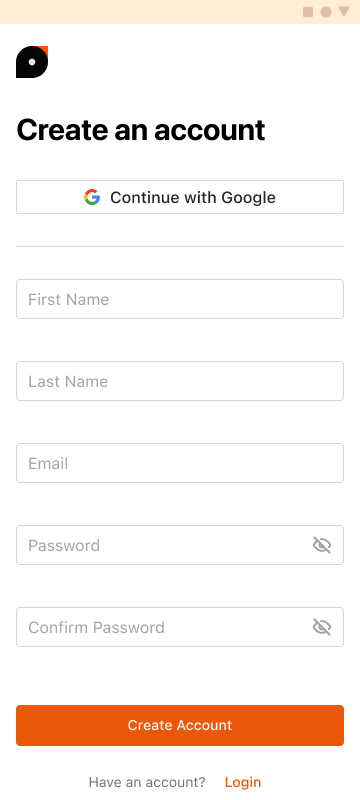 Create an account
Continue with Google
First Name
Last Name
Email
Password
Confirm Password
Create Account
Have an account? Login